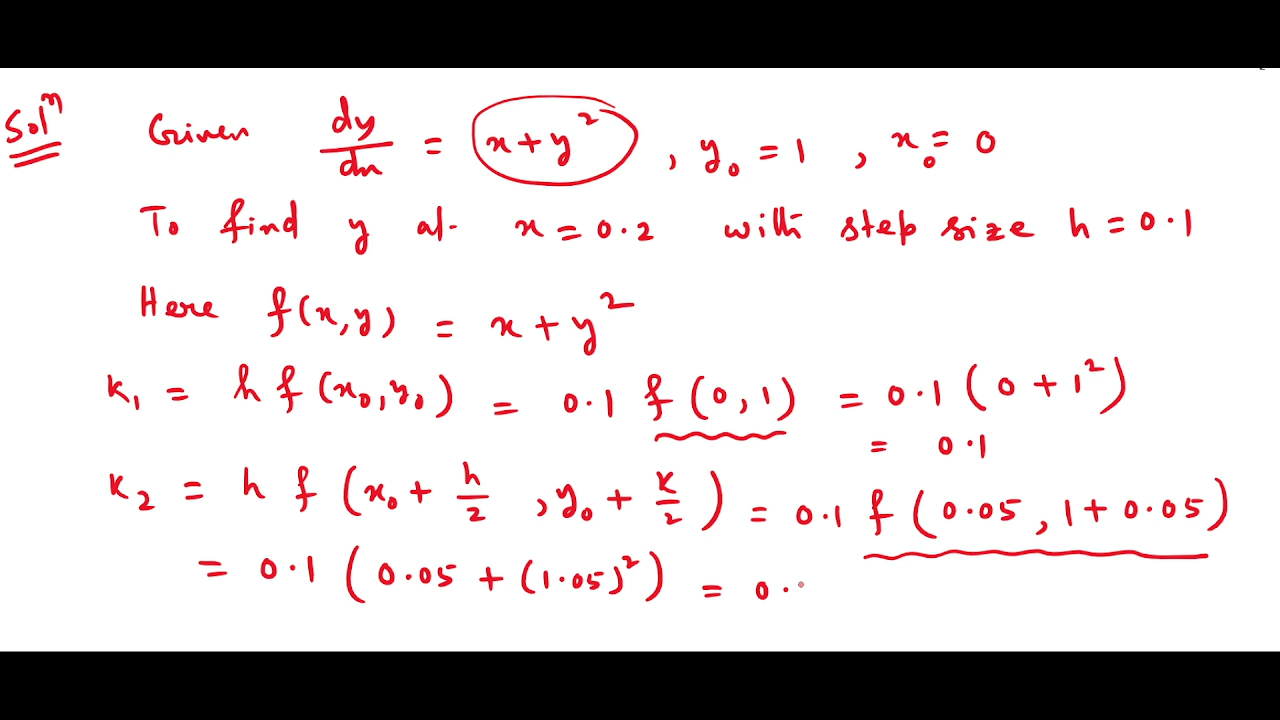 Solⁿ Given dy/dx = x + y² , y₀ = 1 , x₀ = 0
To find y at x = 0.2 with step size h = 0.1
Here f(x,y) = x + y²
K₁ = h f(x₀,y₀) = 0.1 f(0,1) = 0.1(0+1²)
= 0.1
K₂ = h f(x₀ + h/2 , y₀ + K/2) = 0.1 f(0.05, 1+0.05)
= 0.1(0.05 + (1.05)²) = 0.